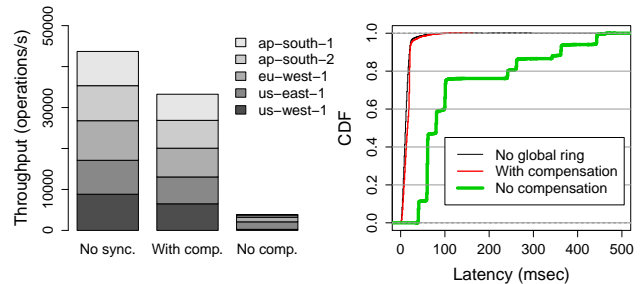 Throughput (operations/s)
50000
30000
10000
0
ap−south−1
ap−south−2
eu−west−1
us−east−1
us−west−1
No sync.
With comp.
No comp.
CDF
1.0
0.8
0.6
0.4
0.2
0.0
No global ring
With compensation
No compensation
0
100
200
300
400
500
Latency (msec)